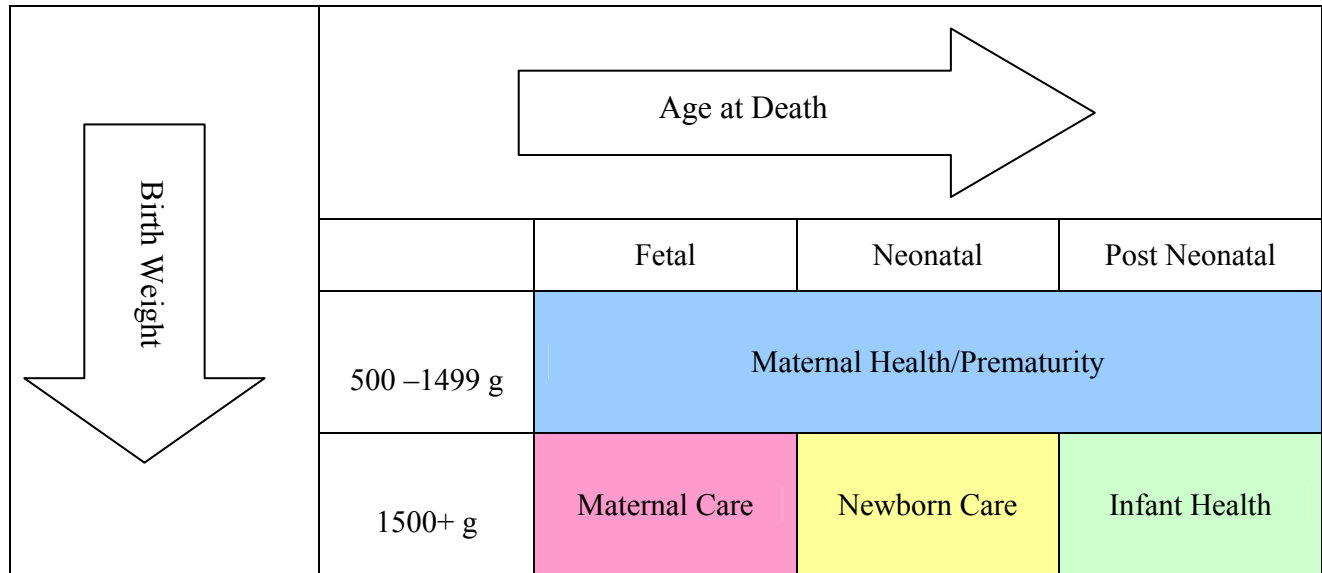 Age at Death
Birth Weight
Fetal Neonatal Post Neonatal
500 –1499 g Maternal Health/Prematurity
1500+ g Maternal Care Newborn Care Infant Health